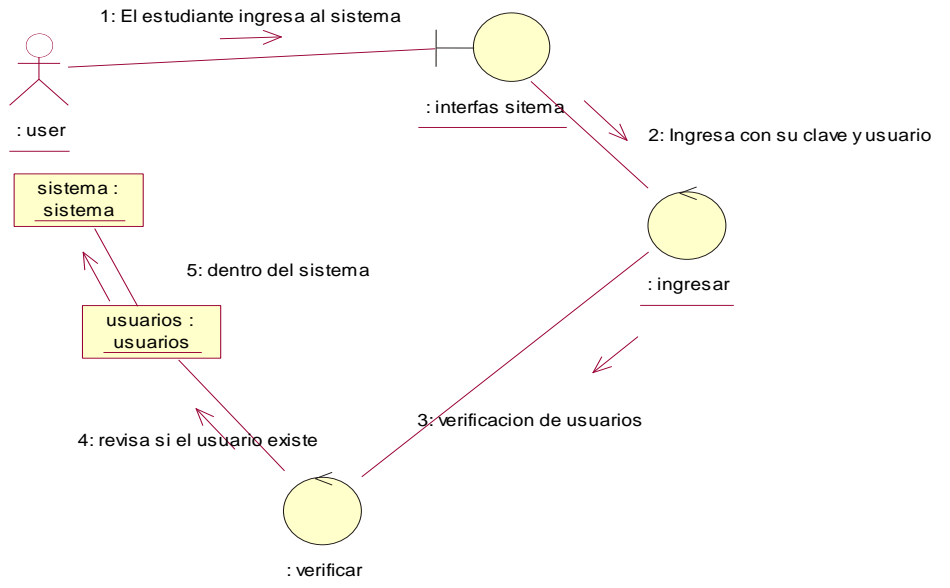 1: El estudiante ingresa al sistema
: interfas sitema
: user
2: Ingresa con su clave y usuario
sistema :
sistema
5: dentro del sistema
: ingresar
usuarios :
usuarios
3: verificacion de usuarios
4: revisa si el usuario existe
: verificar